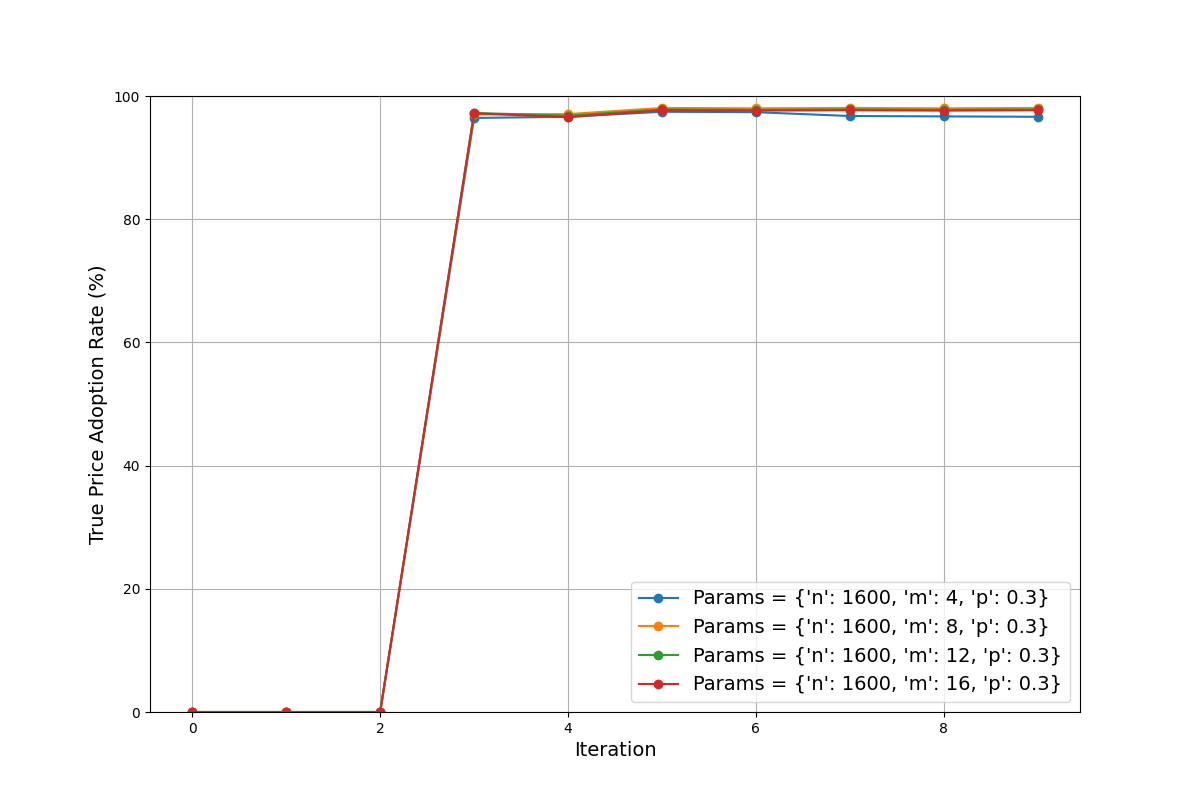 100
80
60
40
20
0
True Price Adoption Rate (%)
0 2 4 6 8
Iteration
Params = {'n': 1600, 'm': 4, 'p': 0.3}
Params = {'n': 1600, 'm': 8, 'p': 0.3}
Params = {'n': 1600, 'm': 12, 'p': 0.3}
Params = {'n': 1600, 'm': 16, 'p': 0.3}